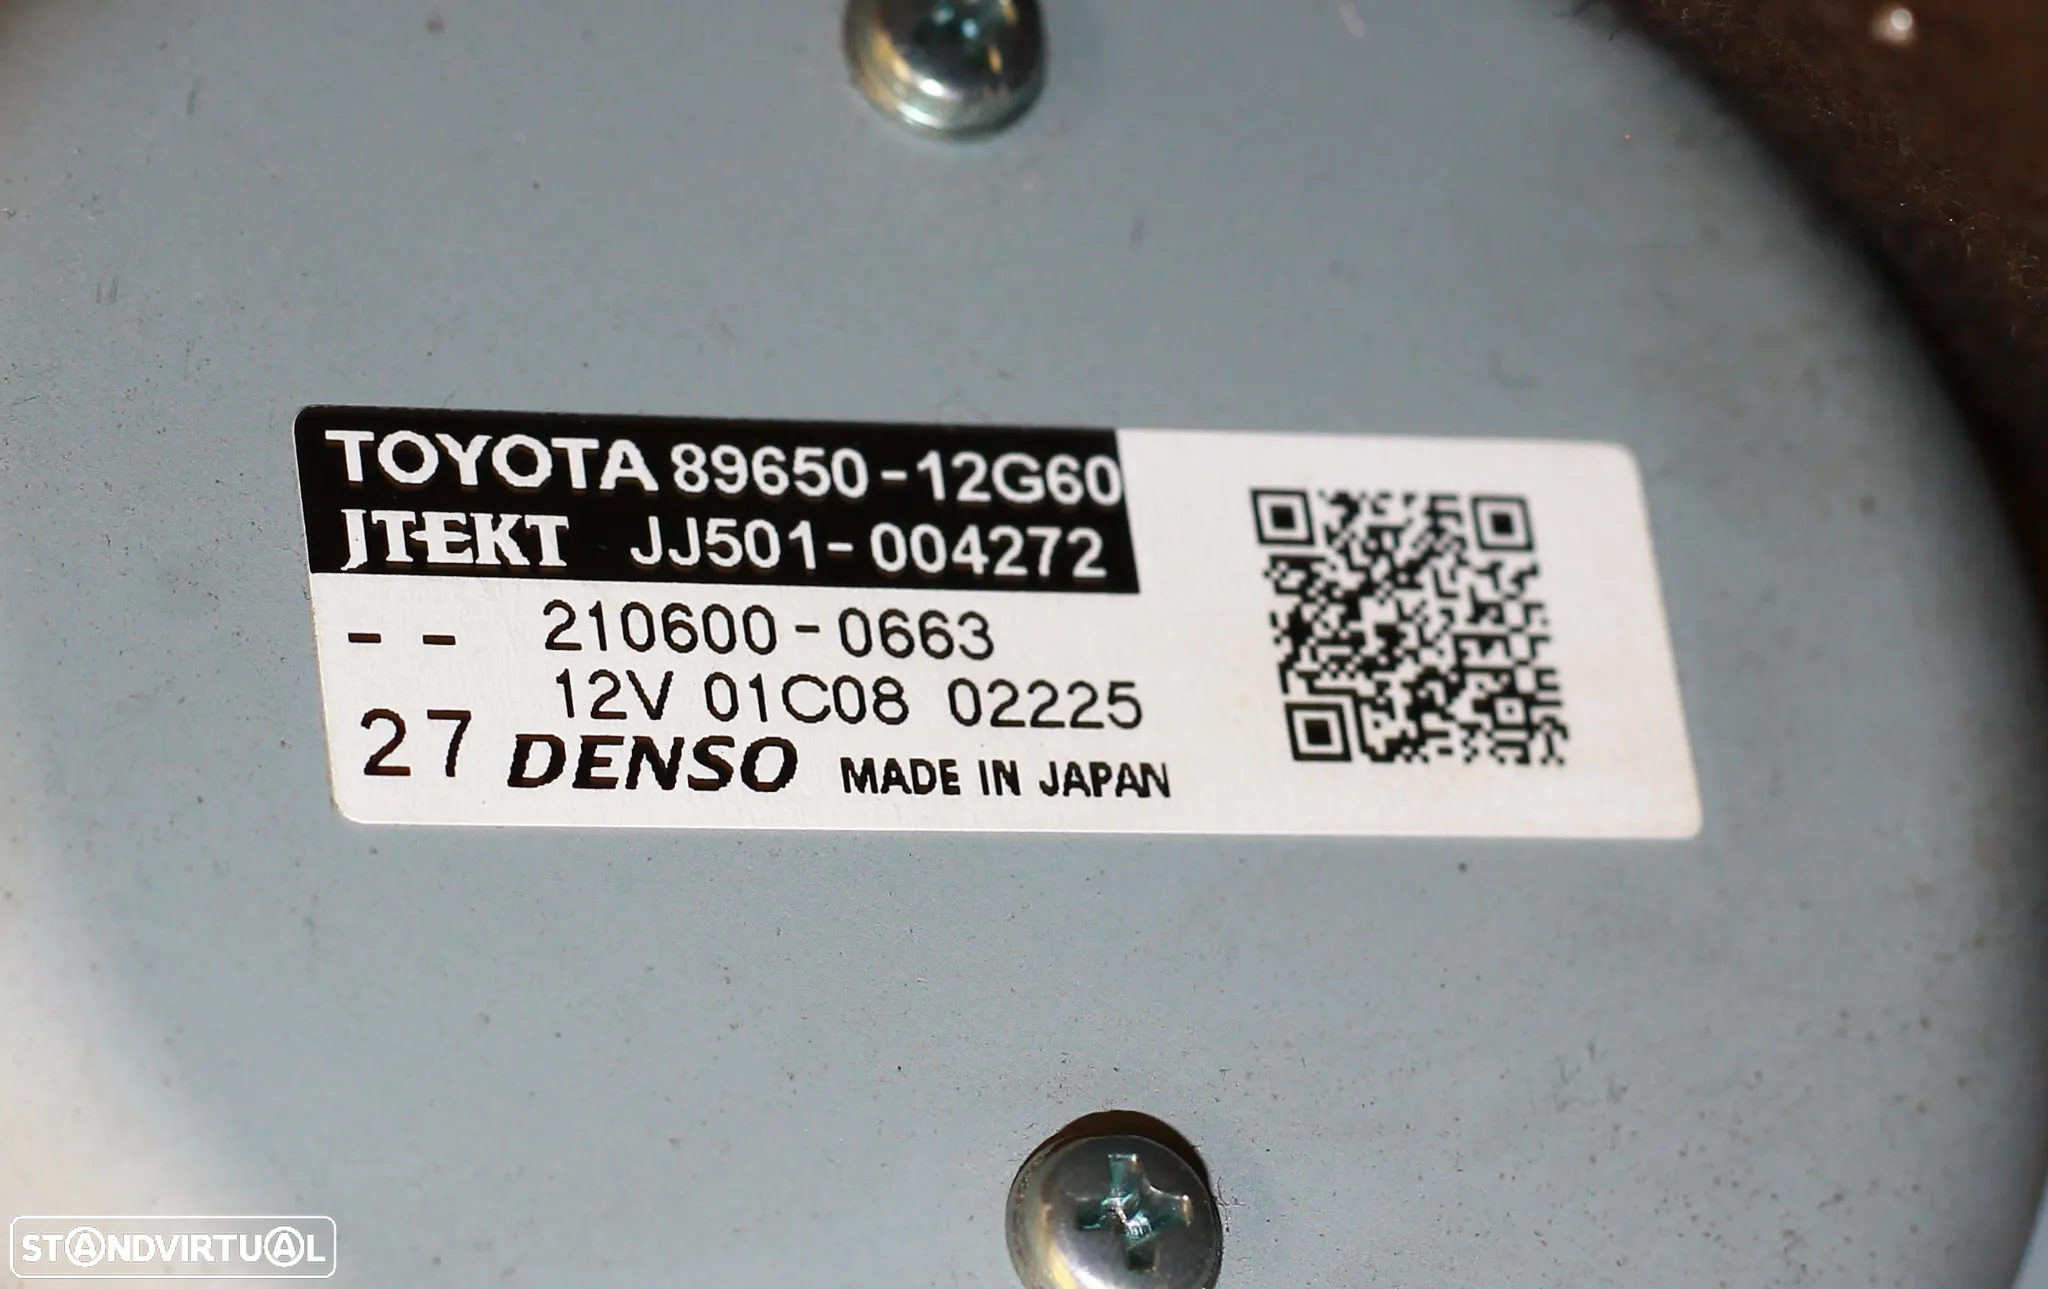 TOYOTA 89650-12G60
JTEKT JJ501-004272
-- 210600-0663
12V 01C08 02225
27 DENSO MADE IN JAPAN
STANDVIRTUAL